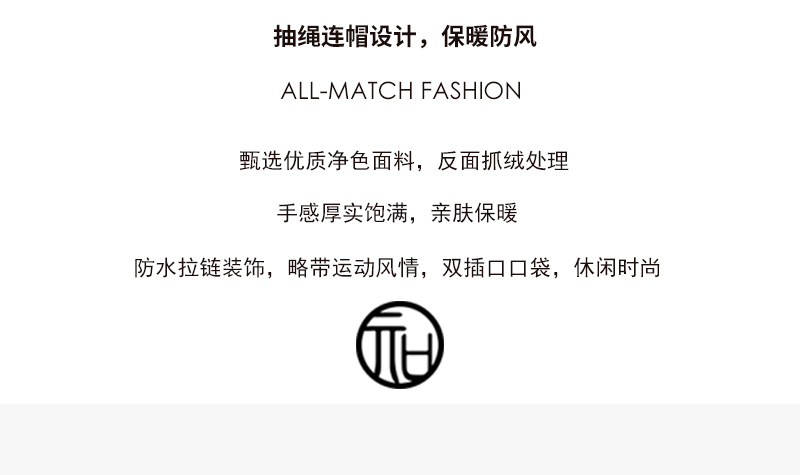 抽绳连帽设计，保暖防风
ALL-MATCH FASHION
甄选优质净色面料，反面抓绒处理
手感厚实饱满，亲肤保暖
防水拉链装饰，略带运动风情，双插口口袋，休闲时尚